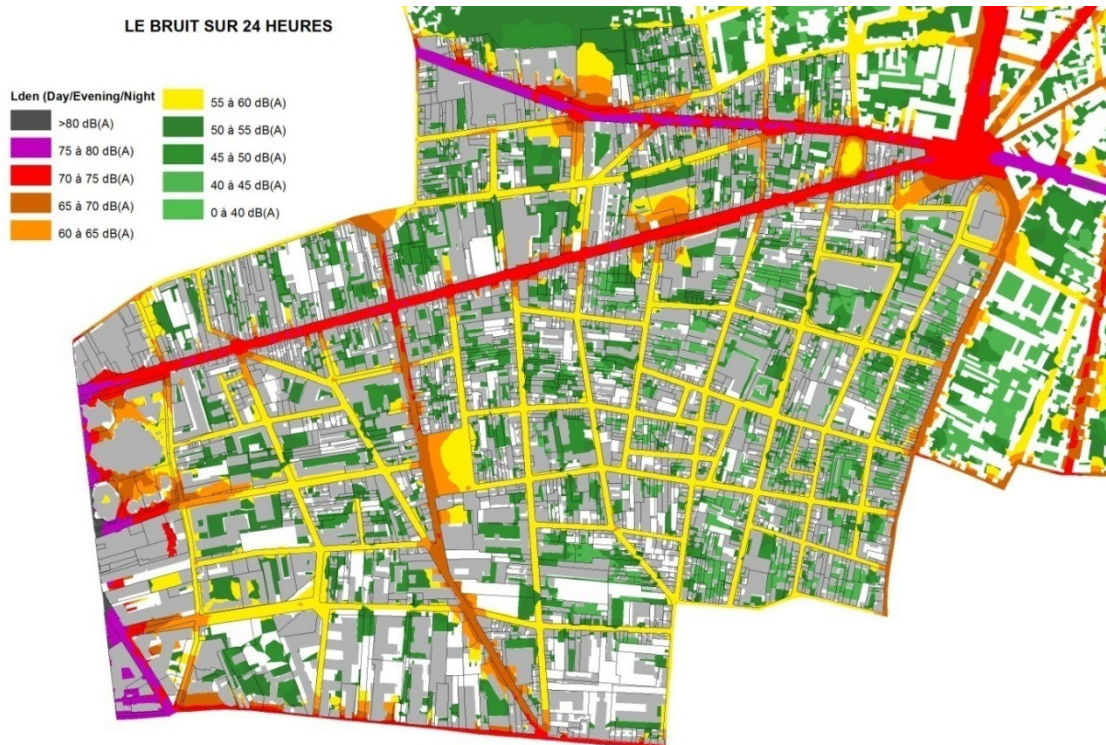 LE BRUIT SUR 24 HEURES
Lden (Day/Evening/Night
>80 dB(A)
75 à 80 dB(A)
70 à 75 dB(A)
65 à 70 dB(A)
60 à 65 dB(A)
55 à 60 dB(A)
50 à 55 dB(A)
45 à 50 dB(A)
40 à 45 dB(A)
0 à 40 dB(A)